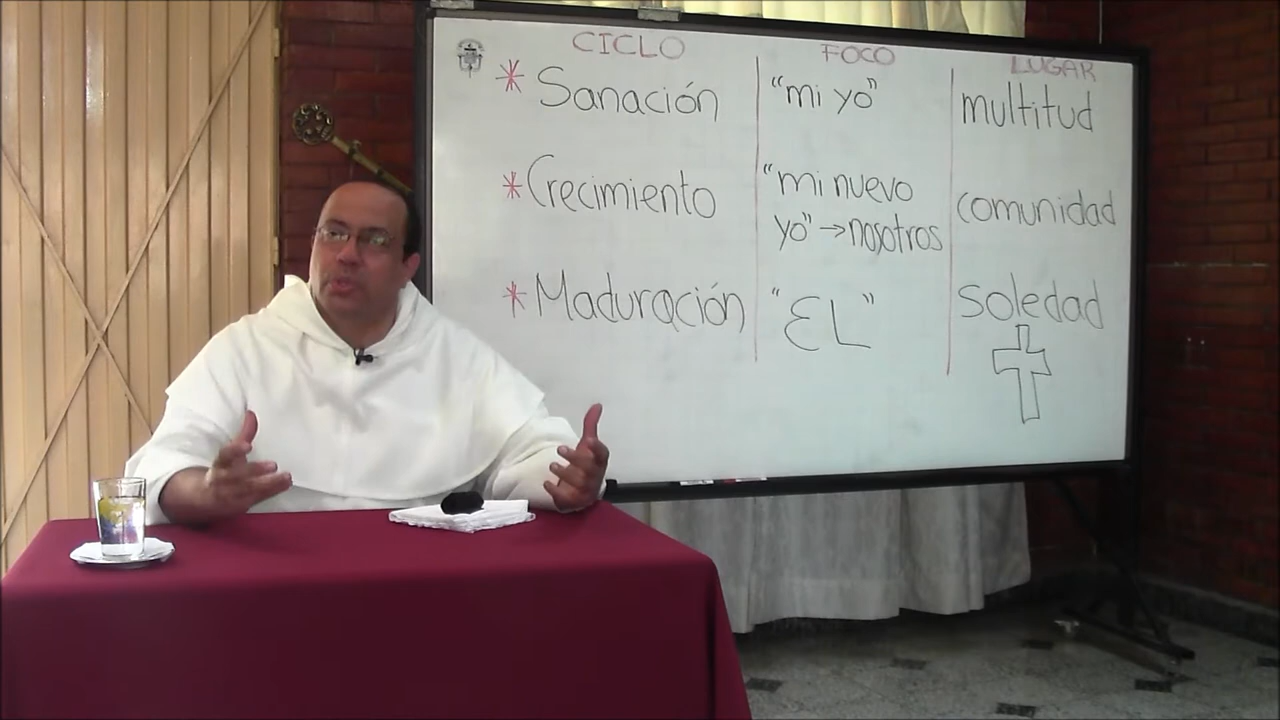 CICLO FOCO LUGAR
* Sanación "mi yo" multitud
* Crecimiento "mi nuevo comunidad
yo" → nosotros
* Maduración "EL" soledad